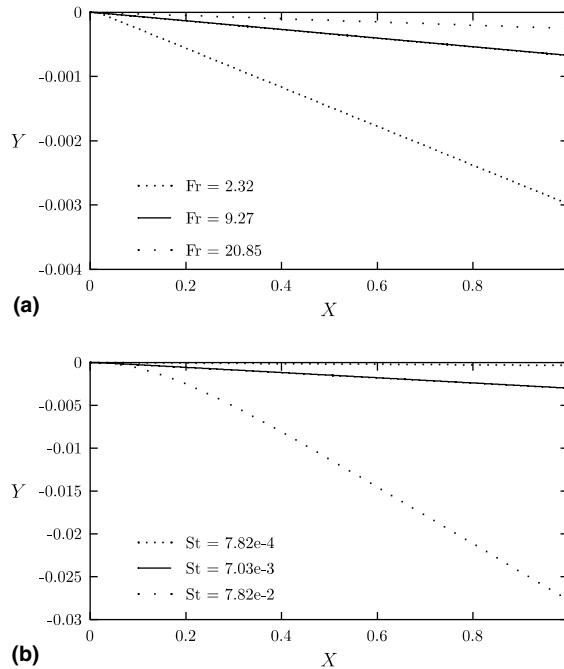 0
-0.001
-0.002
Y
-0.003
-0.004
Fr = 2.32
Fr = 9.27
Fr = 20.85
(a)
0 0.2 0.4 0.6 0.8
X
0
-0.005
-0.01
-0.015
Y
-0.02
-0.025
-0.03
St = 7.82e-4
St = 7.03e-3
St = 7.82e-2
(b)
0 0.2 0.4 0.6 0.8
X